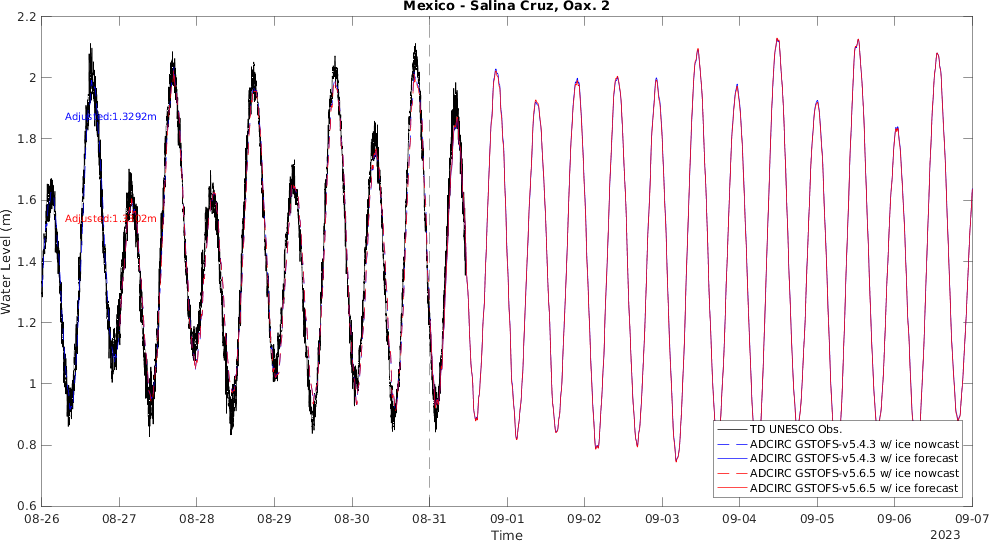 Mexico - Salina Cruz, Oax. 2
Water Level (m)
2.2
2
1.8
1.6
1.4
1.2
1
0.8
0.6
Adjusted:1.3292m
TD UNESCO Obs.
ADCIRC GSTOFS-v5.4.3 w/ ice nowcast
ADCIRC GSTOFS-v5.4.3 w/ ice forecast
ADCIRC GSTOFS-v5.6.5 w/ ice nowcast
ADCIRC GSTOFS-v5.6.5 w/ ice forecast
08-26 08-27 08-28 08-29 08-30 08-31 09-01 09-02 09-03 09-04 09-05 09-06 09-07
Time
2023